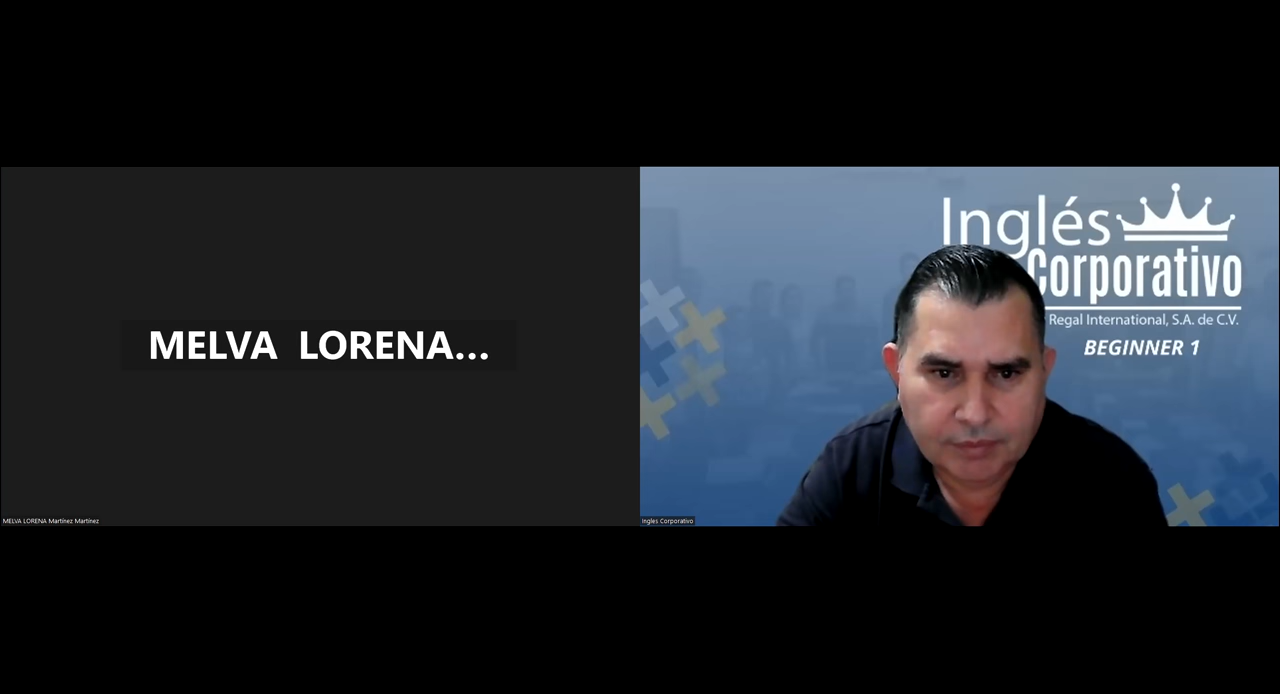 MELVA LORENA...
MELVA LORENA Martínez Martínez
Inglés
Corporativo
Regal International, S.A. de C.V.
BEGINNER 1
Ingles Corporativo